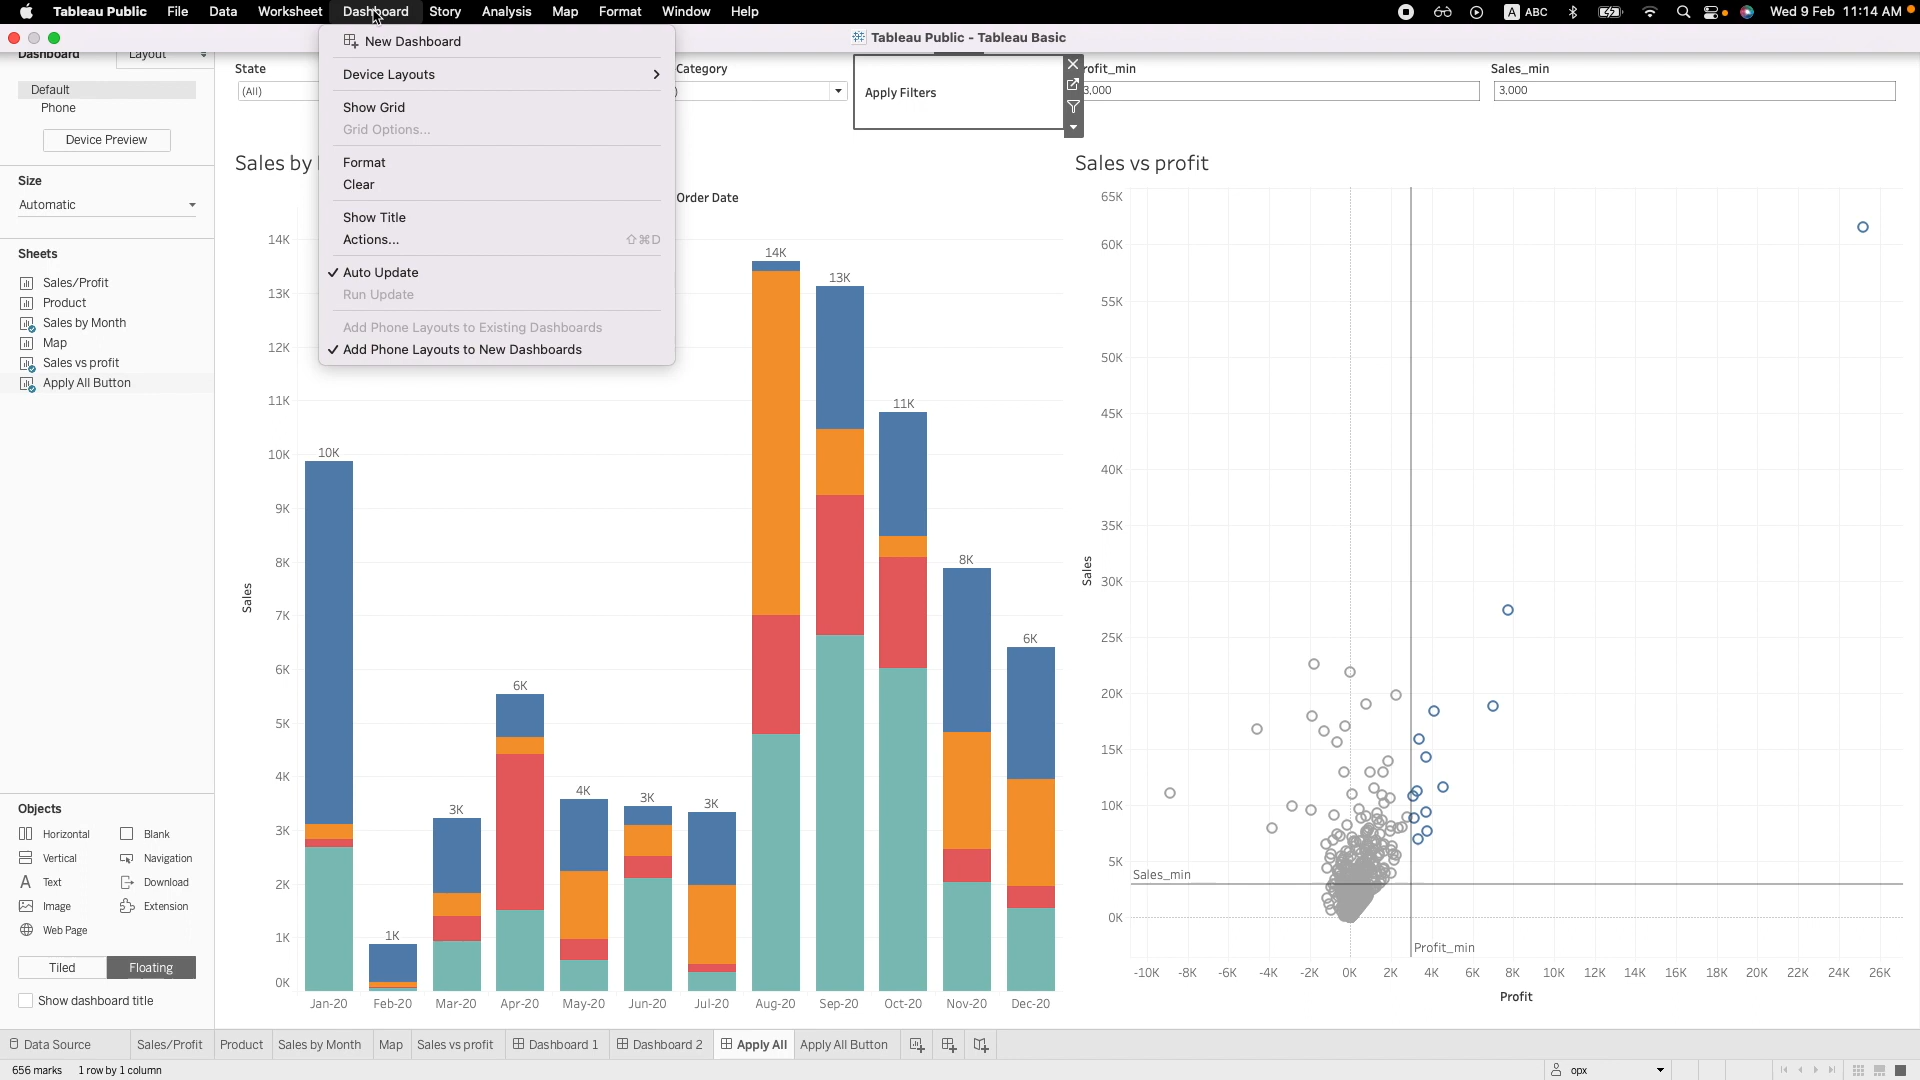 Tableau Public File Data Worksheet Dashboard Story Analysis Map Format Window Help A ABC Wed 9 Feb 11:14 AM
Tableau Public - Tableau Basic
Dashboard Layout
Default
Phone
Device Preview
Size
Automatic
Sheets
Sales/Profit
Product
Sales by Month
Map
Sales vs profit
Apply All Button
Objects
Horizontal Blank
Vertical Navigation
A Text Download
Image Extension
Web Page
Tiled Floating
Show dashboard title
New Dashboard
Device Layouts
Show Grid
Grid Options...
Format
Clear
Show Title
Actions... ⇧⌘D
Auto Update
Run Update
Add Phone Layouts to Existing Dashboards
Add Phone Layouts to New Dashboards
State
(All)
Category
)
Apply Filters
rofit_min
3,000
Sales_min
3,000
Sales by
Order Date
14K
13K
12K
11K
10K
9K
8K
7K
6K
5K
4K
3K
2K
1K
0K
Sales
10K 1K 3K 6K 4K 3K 3K 14K 13K 11K 8K 6K
Jan-20 Feb-20 Mar-20 Apr-20 May-20 Jun-20 Jul-20 Aug-20 Sep-20 Oct-20 Nov-20 Dec-20
Sales vs profit
65K
60K
55K
50K
45K
40K
35K
30K
25K
20K
15K
10K
5K
0K
Sales
Sales_min
Profit_min
-10K -8K -6K -4K -2K 0K 2K 4K 6K 8K 10K 12K 14K 16K 18K 20K 22K 24K 26K
Profit
Data Source Sales/Profit Product Sales by Month Map Sales vs profit Dashboard 1 Dashboard 2 Apply All Apply All Button
656 marks 1 row by 1 column opx